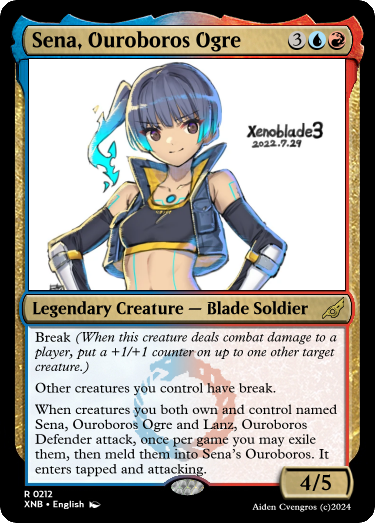 Sena, Ouroboros Ogre 3
Xenoblade3
2022.7.29
Legendary Creature — Blade Soldier
Break (When this creature deals combat damage to a
player, put a +1/+1 counter on up to one other target
creature.)
Other creatures you control have break.
When creatures you both own and control named
Sena, Ouroboros Ogre and Lanz, Ouroboros
Defender attack, once per game you may exile
them, then meld them into Sena's Ouroboros. It
enters tapped and attacking.
4/5
R 0212
XNB • English
Aiden Cvengros (c)2024